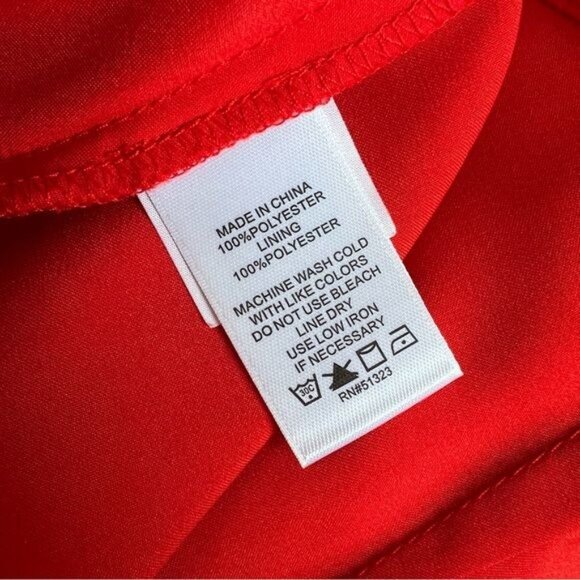 MADE IN CHINA
100%POLYESTER
LINING
100%POLYESTER
MACHINE WASH COLD
WITH LIKE COLORS
DO NOT USE BLEACH
LINE DRY
USE LOW IRON
IF NECESSARY
30C
RN#51323